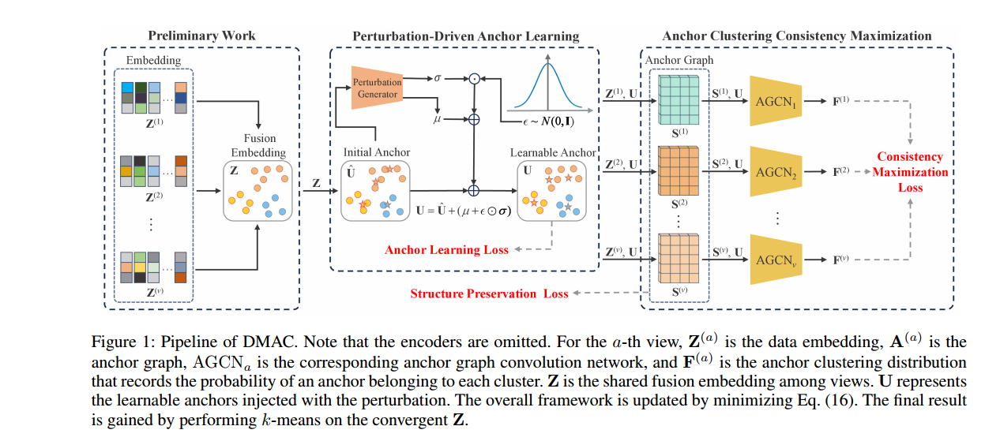 Preliminary Work
Embedding
Z(1)
Z(2)
Z(v)
Fusion
Embedding
Z
Z
Perturbation-Driven Anchor Learning
Perturbation
Generator
σ
μ
ϵ ~ N(0,I)
Initial Anchor
Û
Learnable Anchor
U
U = Û + (μ + ϵ ⊙ σ)
Anchor Learning Loss
Structure Preservation Loss
Anchor Clustering Consistency Maximization
Anchor Graph
Z(1), U
S(1)
S(1), U
AGCN1
F(1)
Z(2), U
S(2)
S(2), U
AGCN2
F(2)
Z(v), U
S(v)
S(v), U
AGCNv
F(v)
Consistency
Maximization
Loss
Figure 1: Pipeline of DMAC. Note that the encoders are omitted. For the a-th view, Z(a) is the data embedding, A(a) is the
anchor graph, AGCNa is the corresponding anchor graph convolution network, and F(a) is the anchor clustering distribution
that records the probability of an anchor belonging to each cluster. Z is the shared fusion embedding among views. U represents
the learnable anchors injected with the perturbation. The overall framework is updated by minimizing Eq. (16). The final result
is gained by performing k-means on the convergent Z.